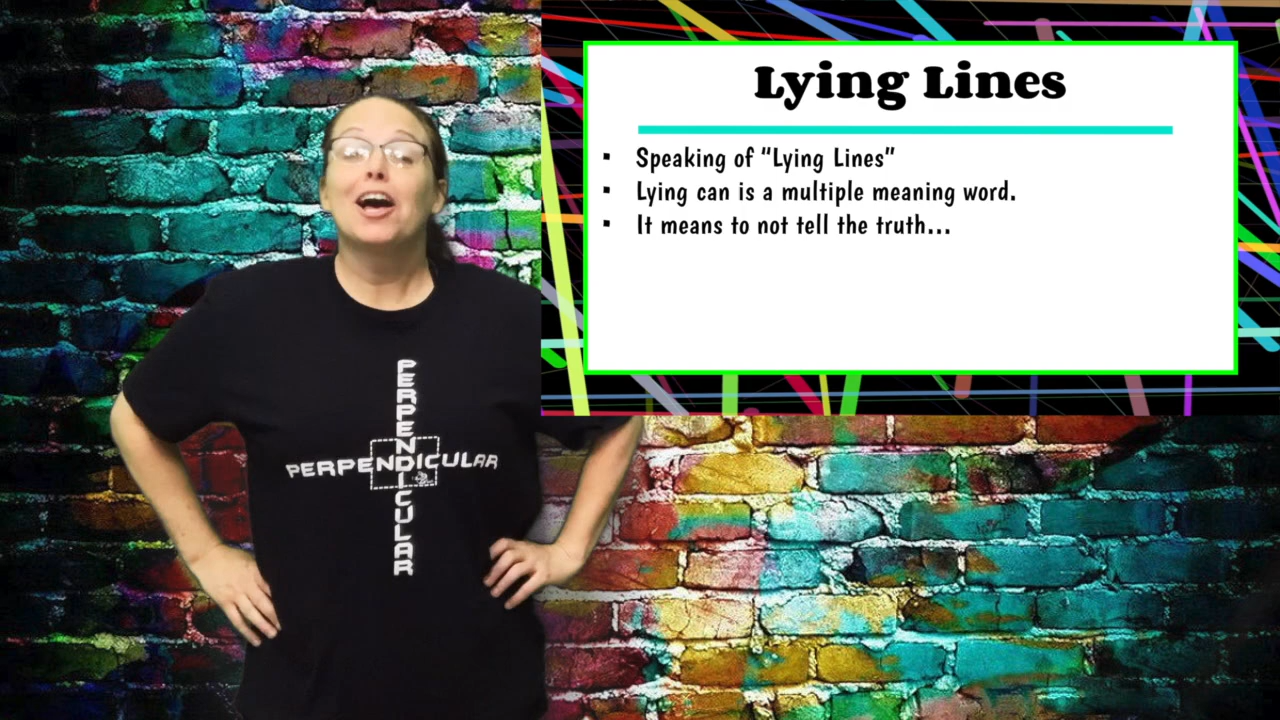 Lying Lines
▪ Speaking of “Lying Lines”
▪ Lying can is a multiple meaning word.
▪ It means to not tell the truth...
PERPENDICULAR
PERPENDICULAR